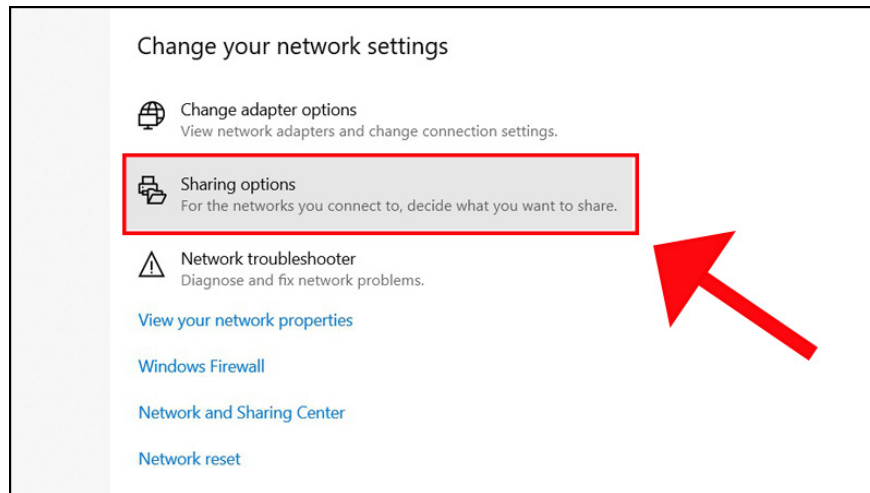 Change your network settings
Change adapter options
View network adapters and change connection settings.
Sharing options
For the networks you connect to, decide what you want to share.
Network troubleshooter
Diagnose and fix network problems.
View your network properties
Windows Firewall
Network and Sharing Center
Network reset